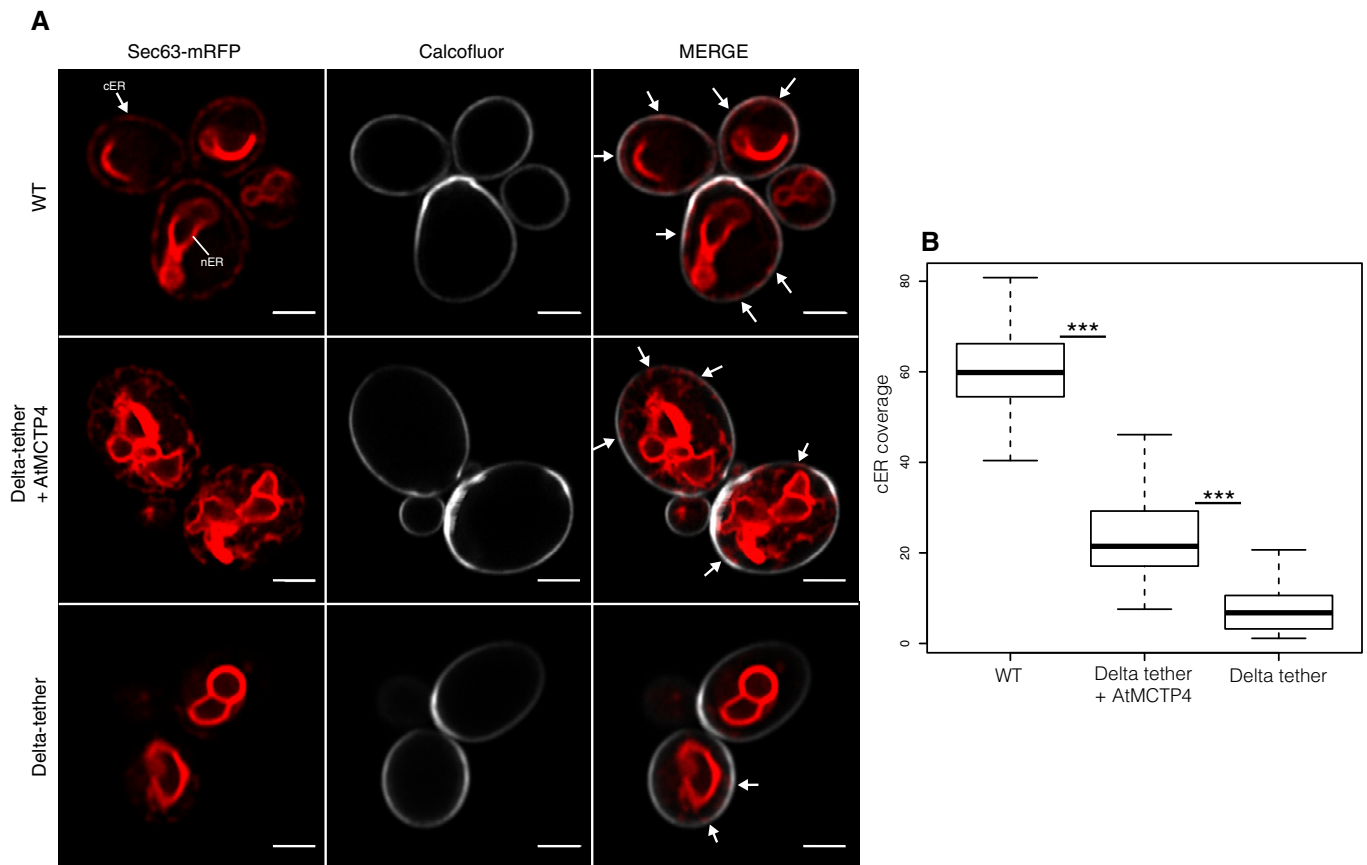 A
Sec63-mRFP
Calcofluor
MERGE
WT
cER
nER
Delta-tether
+ AtMCTP4
Delta-tether
B
cER coverage
80
60
40
20
0
***
***
WT
Delta tether
+ AtMCTP4
Delta tether